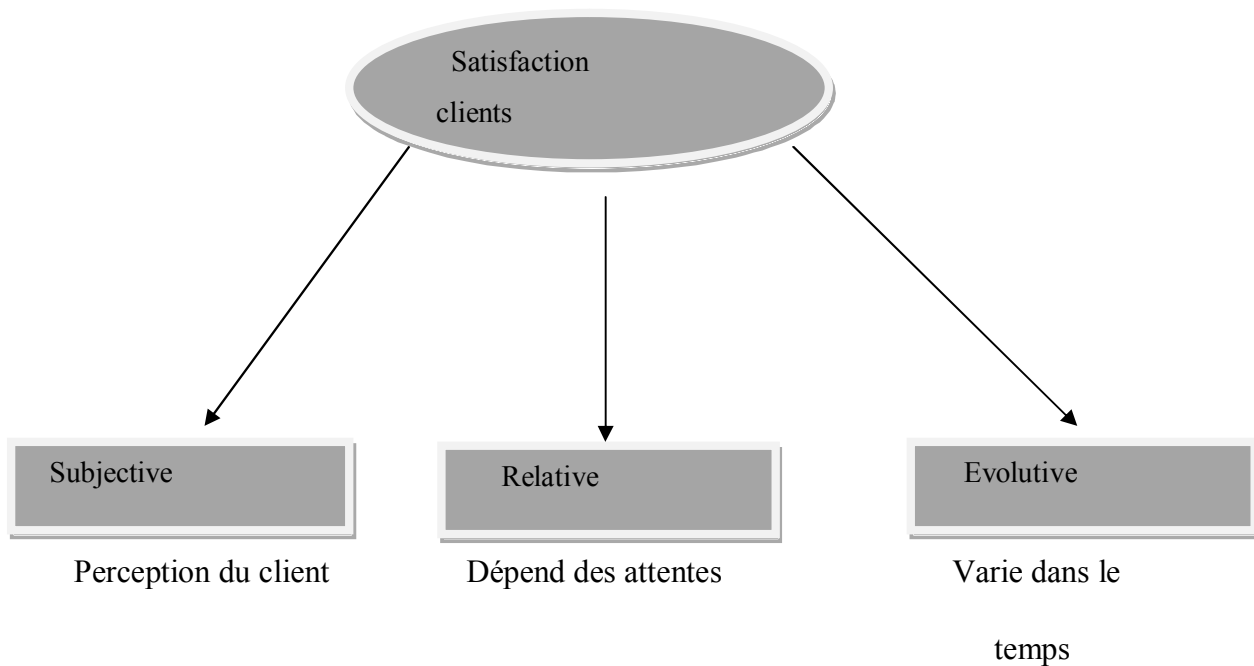 Satisfaction
clients
Subjective
Relative
Evolutive
Perception du client
Dépend des attentes
Varie dans le
temps